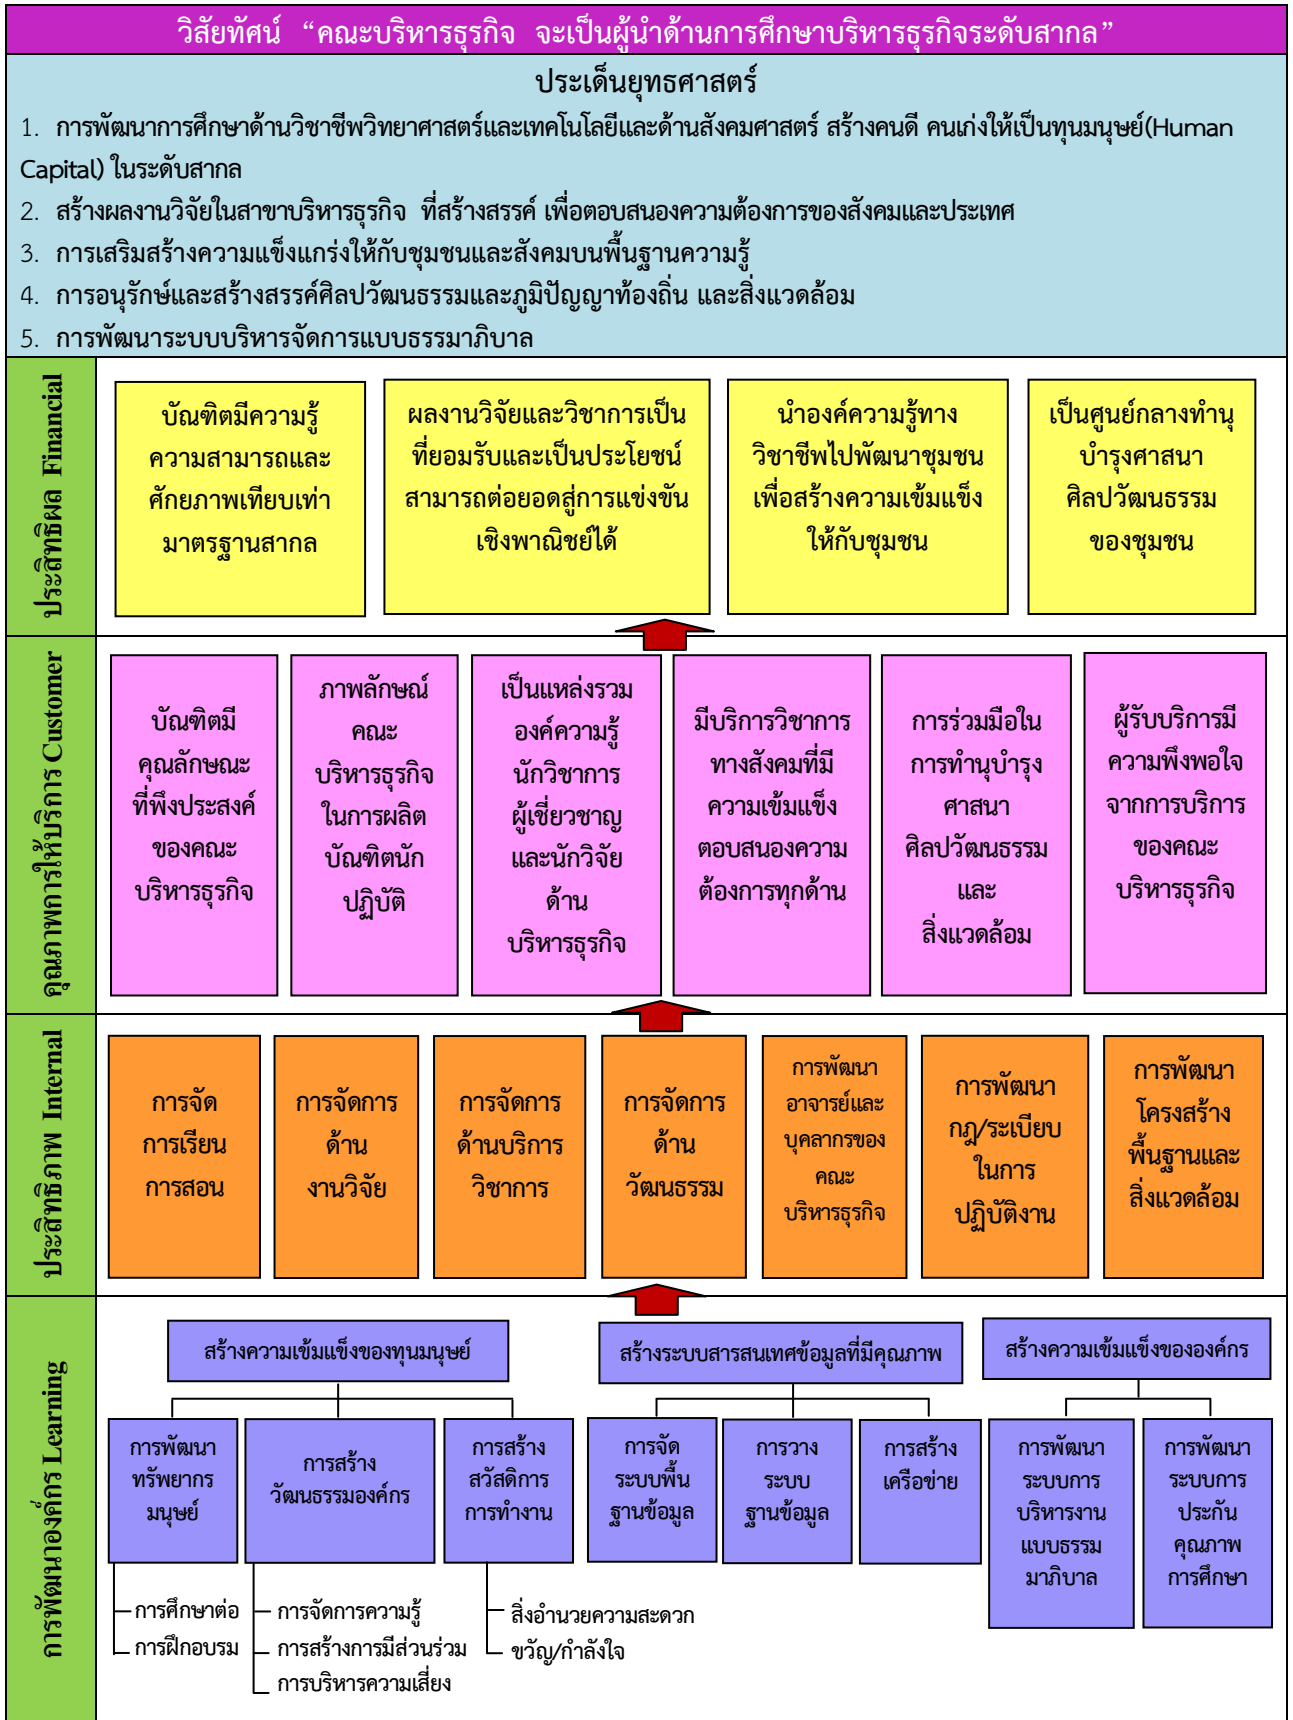 วิสัยทัศน์ “คณะบริหารธุรกิจ จะเป็นผู้นำด้านการศึกษาบริหารธุรกิจระดับสากล”
ประเด็นยุทธศาสตร์
1. การพัฒนาการศึกษาด้านวิชาชีพวิทยาศาสตร์และเทคโนโลยีและด้านสังคมศาสตร์ สร้างคนดี คนเก่งให้เป็นทุนมนุษย์(Human
Capital) ในระดับสากล
2. สร้างผลงานวิจัยในสาขาบริหารธุรกิจ ที่สร้างสรรค์ เพื่อตอบสนองความต้องการของสังคมและประเทศ
3. การเสริมสร้างความแข็งแกร่งให้กับชุมชนและสังคมบนพื้นฐานความรู้
4. การอนุรักษ์และสร้างสรรค์ศิลปวัฒนธรรมและภูมิปัญญาท้องถิ่น และสิ่งแวดล้อม
5. การพัฒนาระบบบริหารจัดการแบบธรรมาภิบาล
ประสิทธิผล Financial
บัณฑิตมีความรู้
ความสามารถและ
ศักยภาพเทียบเท่า
มาตรฐานสากล
ผลงานวิจัยและวิชาการเป็น
ที่ยอมรับและเป็นประโยชน์
สามารถต่อยอดสู่การแข่งขัน
เชิงพาณิชย์ได้
นำองค์ความรู้ทาง
วิชาชีพไปพัฒนาชุมชน
เพื่อสร้างความเข้มแข็ง
ให้กับชุมชน
เป็นศูนย์กลางทำนุ
บำรุงศาสนา
ศิลปวัฒนธรรม
ของชุมชน
คุณภาพการให้บริการ Customer
บัณฑิตมี
คุณลักษณะ
ที่พึงประสงค์
ของคณะ
บริหารธุรกิจ
ภาพลักษณ์
คณะ
บริหารธุรกิจ
ในการผลิต
บัณฑิตนัก
ปฏิบัติ
เป็นแหล่งรวม
องค์ความรู้
นักวิชาการ
ผู้เชี่ยวชาญ
และนักวิจัย
ด้าน
บริหารธุรกิจ
มีบริการวิชาการ
ทางสังคมที่มี
ความเข้มแข็ง
ตอบสนองความ
ต้องการทุกด้าน
การร่วมมือใน
การทำนุบำรุง
ศาสนา
ศิลปวัฒนธรรม
และ
สิ่งแวดล้อม
ผู้รับบริการมี
ความพึงพอใจ
จากการบริการ
ของคณะ
บริหารธุรกิจ
ประสิทธิภาพ Internal
การจัด
การเรียน
การสอน
การจัดการ
ด้าน
งานวิจัย
การจัดการ
ด้านบริการ
วิชาการ
การจัดการ
ด้าน
วัฒนธรรม
การพัฒนา
อาจารย์และ
บุคลากรของ
คณะ
บริหารธุรกิจ
การพัฒนา
กฎ/ระเบียบ
ในการ
ปฏิบัติงาน
การพัฒนา
โครงสร้าง
พื้นฐานและ
สิ่งแวดล้อม
การพัฒนาองค์กร Learning
สร้างความเข้มแข็งของทุนมนุษย์
การพัฒนา
ทรัพยากร
มนุษย์
การสร้าง
วัฒนธรรมองค์กร
การสร้าง
สวัสดิการ
การทำงาน
การศึกษาต่อ
การฝึกอบรม
การจัดการความรู้
การสร้างการมีส่วนร่วม
การบริหารความเสี่ยง
สิ่งอำนวยความสะดวก
ขวัญ/กำลังใจ
สร้างระบบสารสนเทศข้อมูลที่มีคุณภาพ
การจัด
ระบบพื้น
ฐานข้อมูล
การวาง
ระบบ
ฐานข้อมูล
การสร้าง
เครือข่าย
สร้างความเข้มแข็งขององค์กร
การพัฒนา
ระบบการ
บริหารงาน
แบบธรรม
มาภิบาล
การพัฒนา
ระบบการ
ประกัน
คุณภาพ
การศึกษา